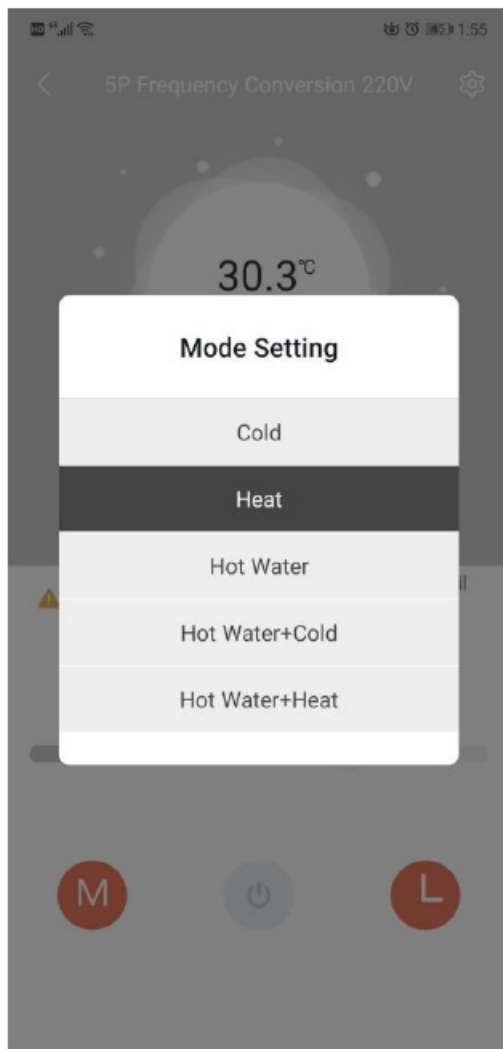 HD 1:55
5P Frequency Conversion 220V
30.3℃
Mode Setting
Cold
Heat
Hot Water
Hot Water+Cold
Hot Water+Heat
M
L